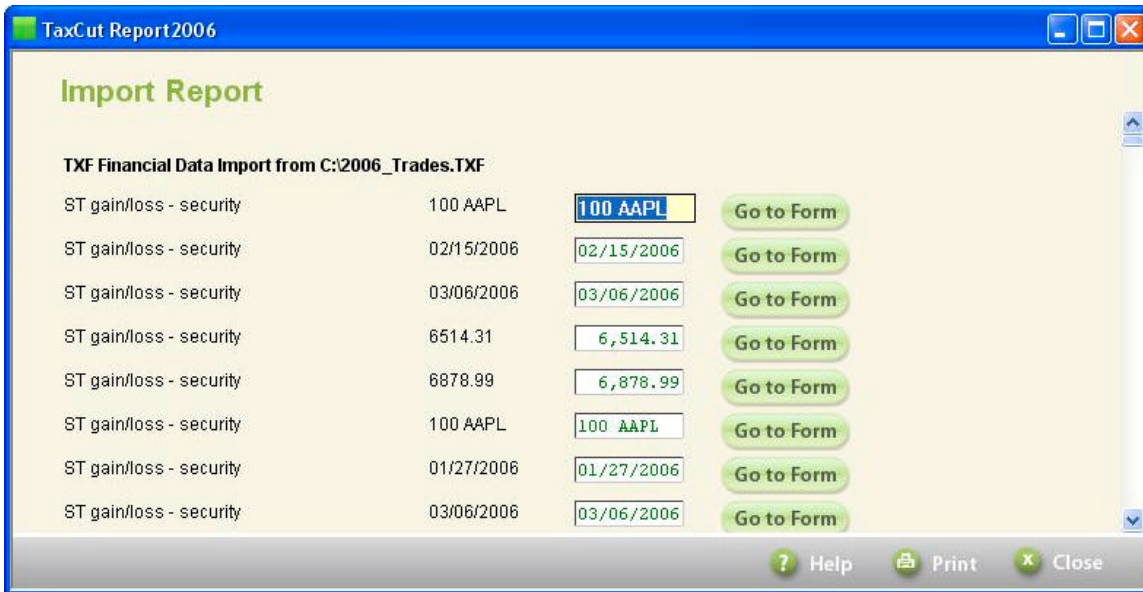 TaxCut Report2006
Import Report
TXF Financial Data Import from C:\2006_Trades.TXF
ST gain/loss - security 100 AAPL 100 AAPL Go to Form
ST gain/loss - security 02/15/2006 02/15/2006 Go to Form
ST gain/loss - security 03/06/2006 03/06/2006 Go to Form
ST gain/loss - security 6514.31 6,514.31 Go to Form
ST gain/loss - security 6878.99 6,878.99 Go to Form
ST gain/loss - security 100 AAPL 100 AAPL Go to Form
ST gain/loss - security 01/27/2006 01/27/2006 Go to Form
ST gain/loss - security 03/06/2006 03/06/2006 Go to Form
? Help Print x Close